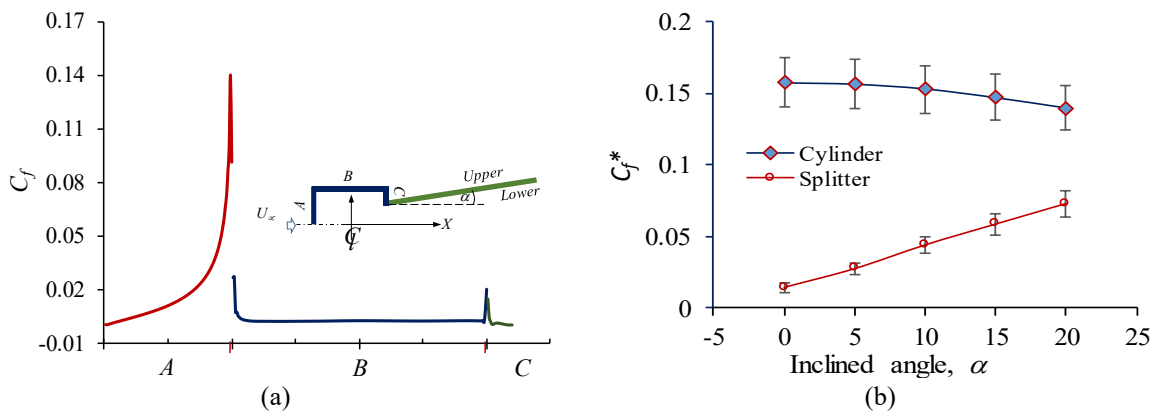 0.17
0.14
0.11
0.08
0.05
0.02
-0.01
C_f
A
B
C
U∞
A
B
C
Upper
Lower
α
X
(a)
0.2
0.15
0.1
0.05
0
C_f*
Cylinder
Splitter
-5
0
5
10
15
20
25
Inclined angle, α
(b)